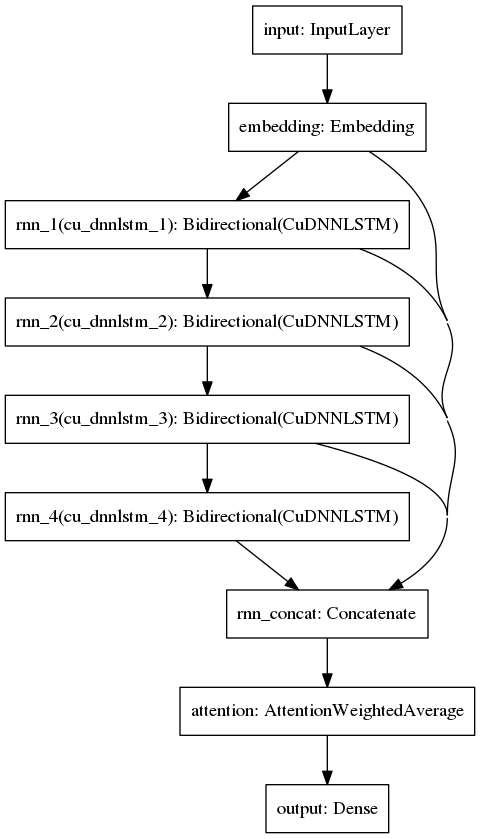 input: InputLayer
embedding: Embedding
rnn_1(cu_dnnlstm_1): Bidirectional(CuDNNLSTM)
rnn_2(cu_dnnlstm_2): Bidirectional(CuDNNLSTM)
rnn_3(cu_dnnlstm_3): Bidirectional(CuDNNLSTM)
rnn_4(cu_dnnlstm_4): Bidirectional(CuDNNLSTM)
rnn_concat: Concatenate
attention: AttentionWeightedAverage
output: Dense